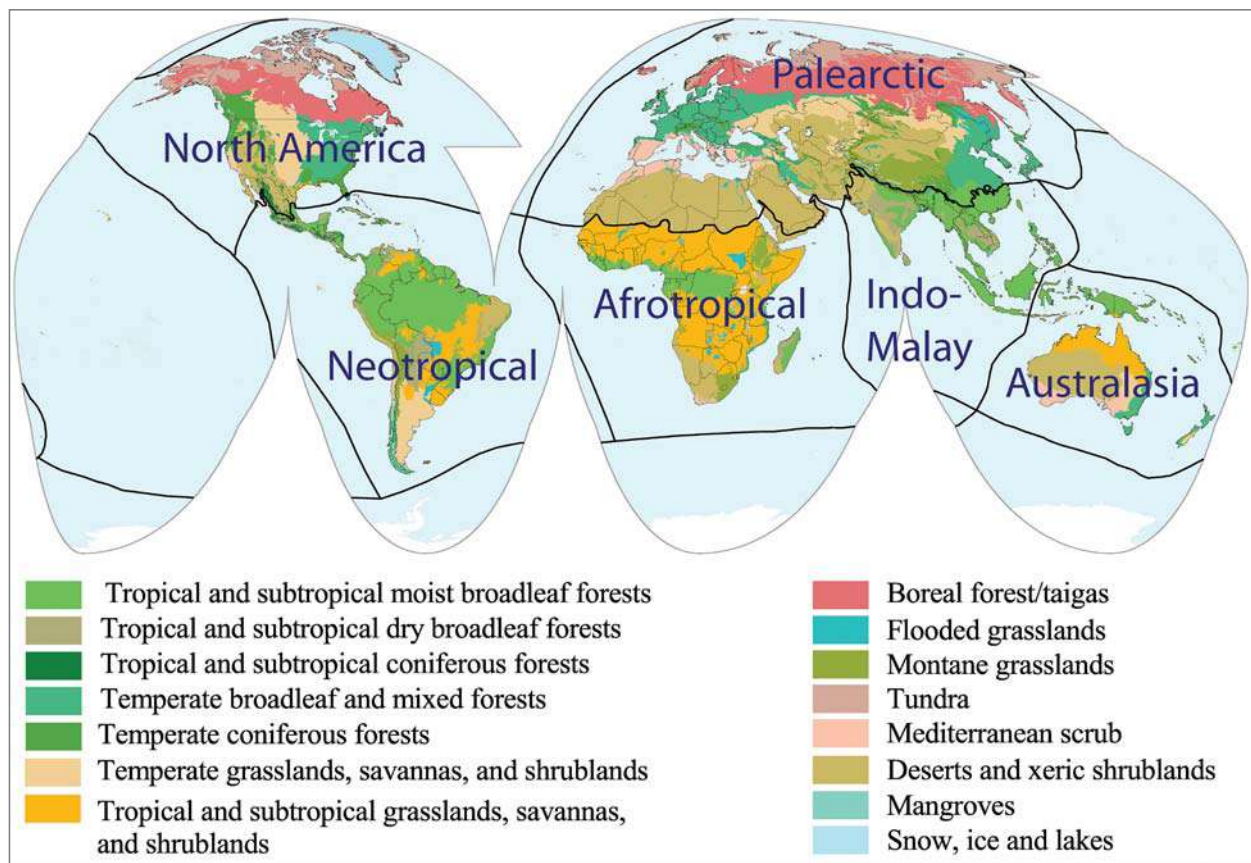 Palearctic
North America
Afrotropical
Indo-
Malay
Neotropical
Australasia
Tropical and subtropical moist broadleaf forests
Tropical and subtropical dry broadleaf forests
Tropical and subtropical coniferous forests
Temperate broadleaf and mixed forests
Temperate coniferous forests
Temperate grasslands, savannas, and shrublands
Tropical and subtropical grasslands, savannas,
and shrublands
Boreal forest/taigas
Flooded grasslands
Montane grasslands
Tundra
Mediterranean scrub
Deserts and xeric shrublands
Mangroves
Snow, ice and lakes